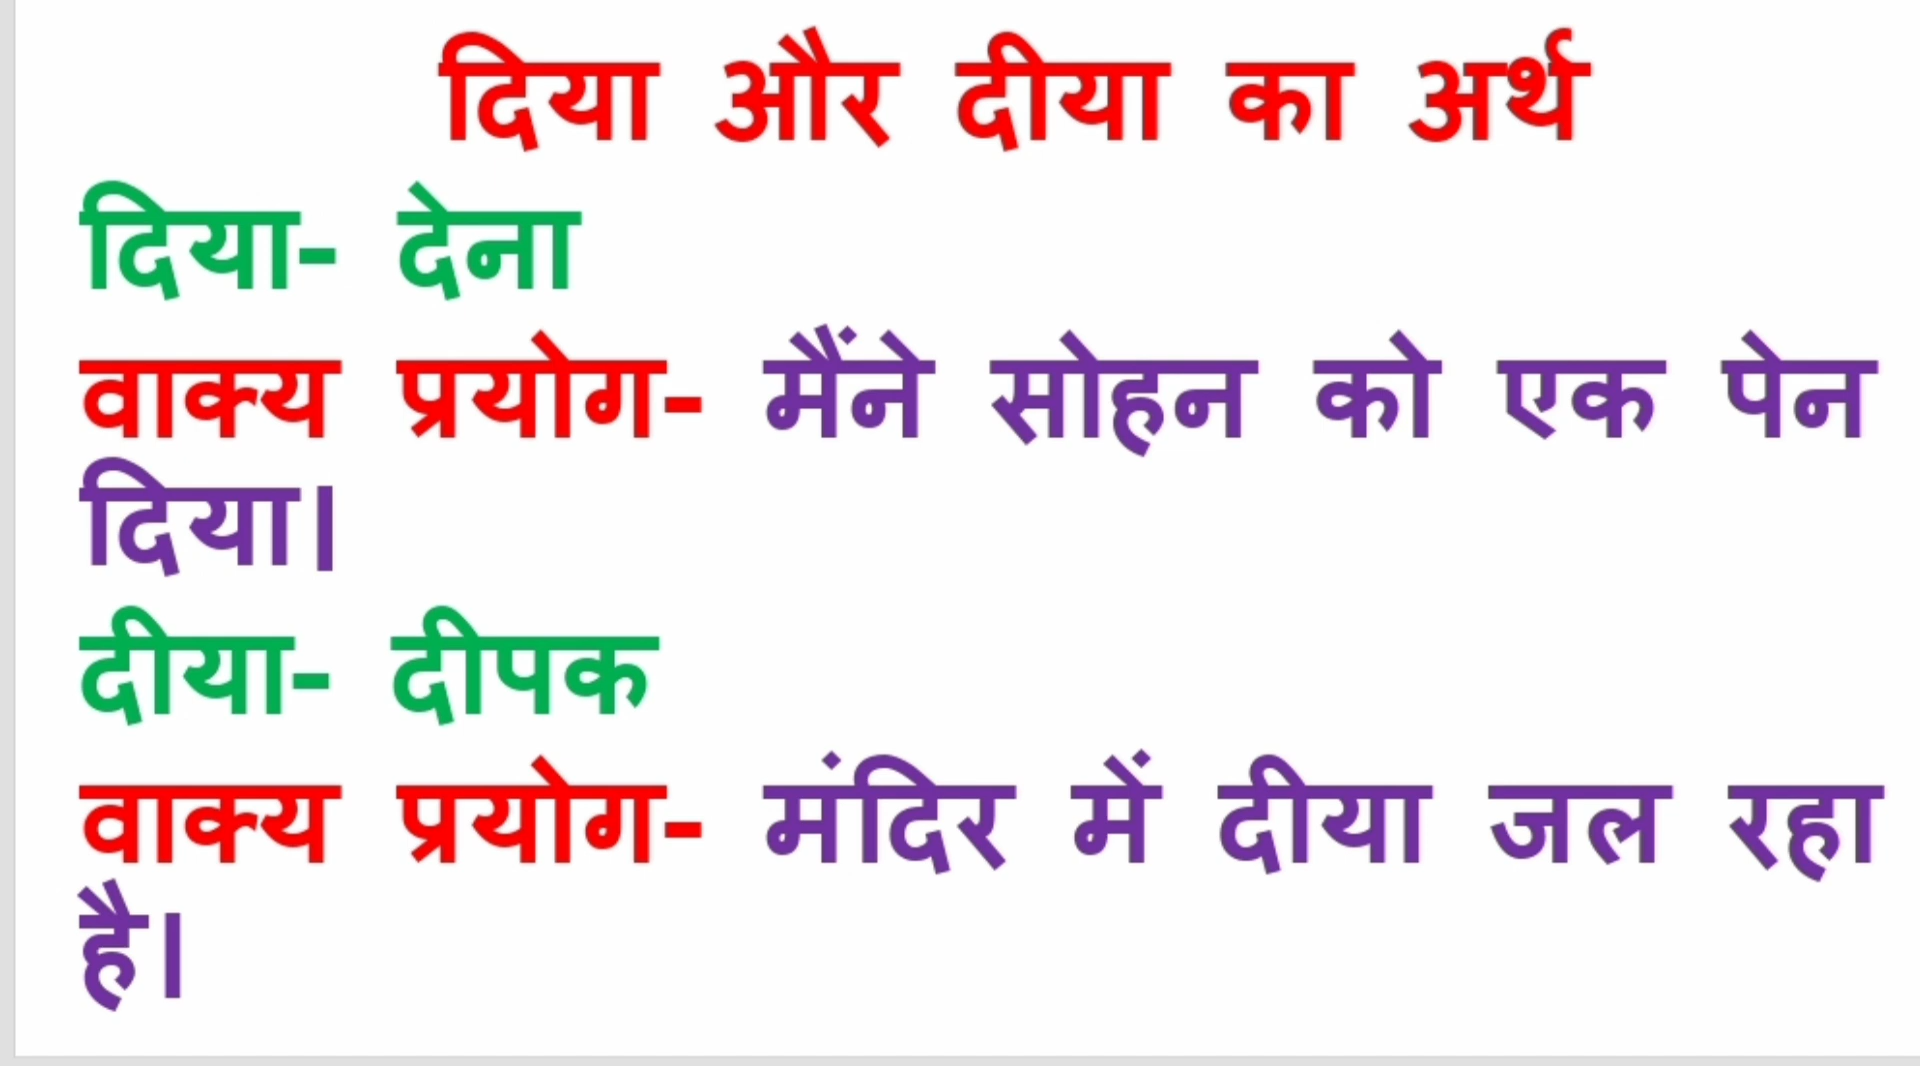 दिया और दीया का अर्थ
दिया- देना
वाक्य प्रयोग- मैंने सोहन को एक पेन
दिया।
दीया- दीपक
वाक्य प्रयोग- मंदिर में दीया जल रहा
है।